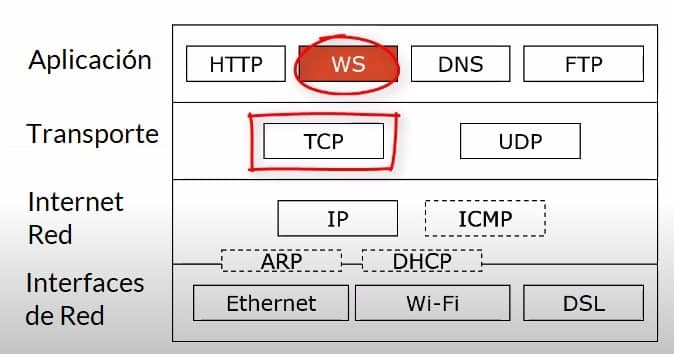 Aplicación
HTTP
WS
DNS
FTP
Transporte
TCP
UDP
Internet
Red
IP
ICMP
ARP
DHCP
Interfaces
de Red
Ethernet
Wi-Fi
DSL